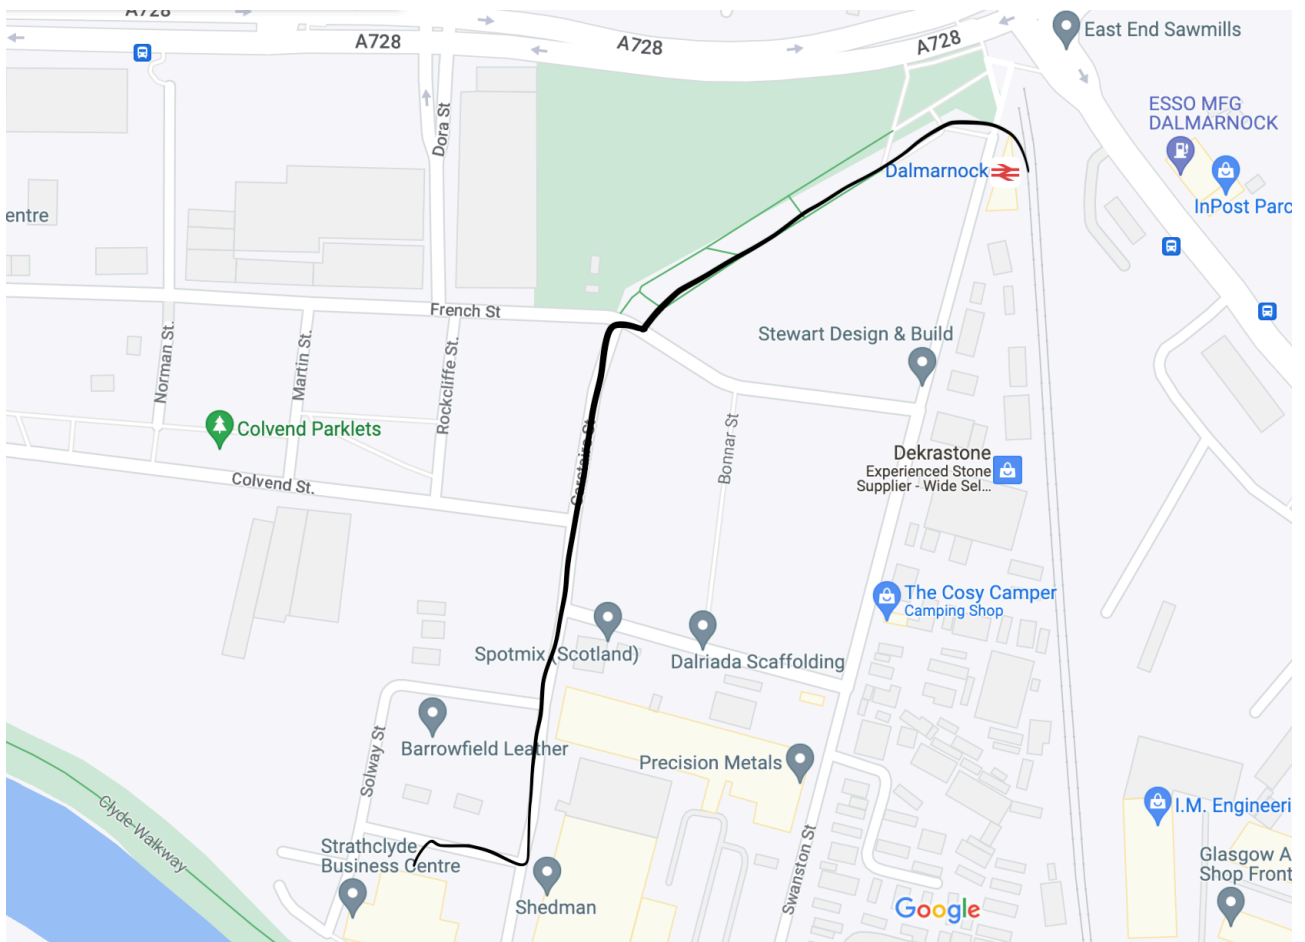 A728
East End Sawmills
A728
A728
A728
ESSO MFG
DALMARNOCK
Dora St
Dalmarnock
InPost Parc
entre
French St
Stewart Design & Build
Norman St.
Martin St.
Rockcliffe St.
Colvend Parklets
Bonnar St
Dekrastone
Experienced Stone
Supplier - Wide Sel...
Colvend St.
The Cosy Camper
Camping Shop
Spotmix (Scotland)
Dalriada Scaffolding
Barrowfield Leather
Solway St
Precision Metals
Clyde Walkway
I.M. Engineeri
Strathclyde
Business Centre
Swanston St
Glasgow A
Shop Front
Shedman
Google